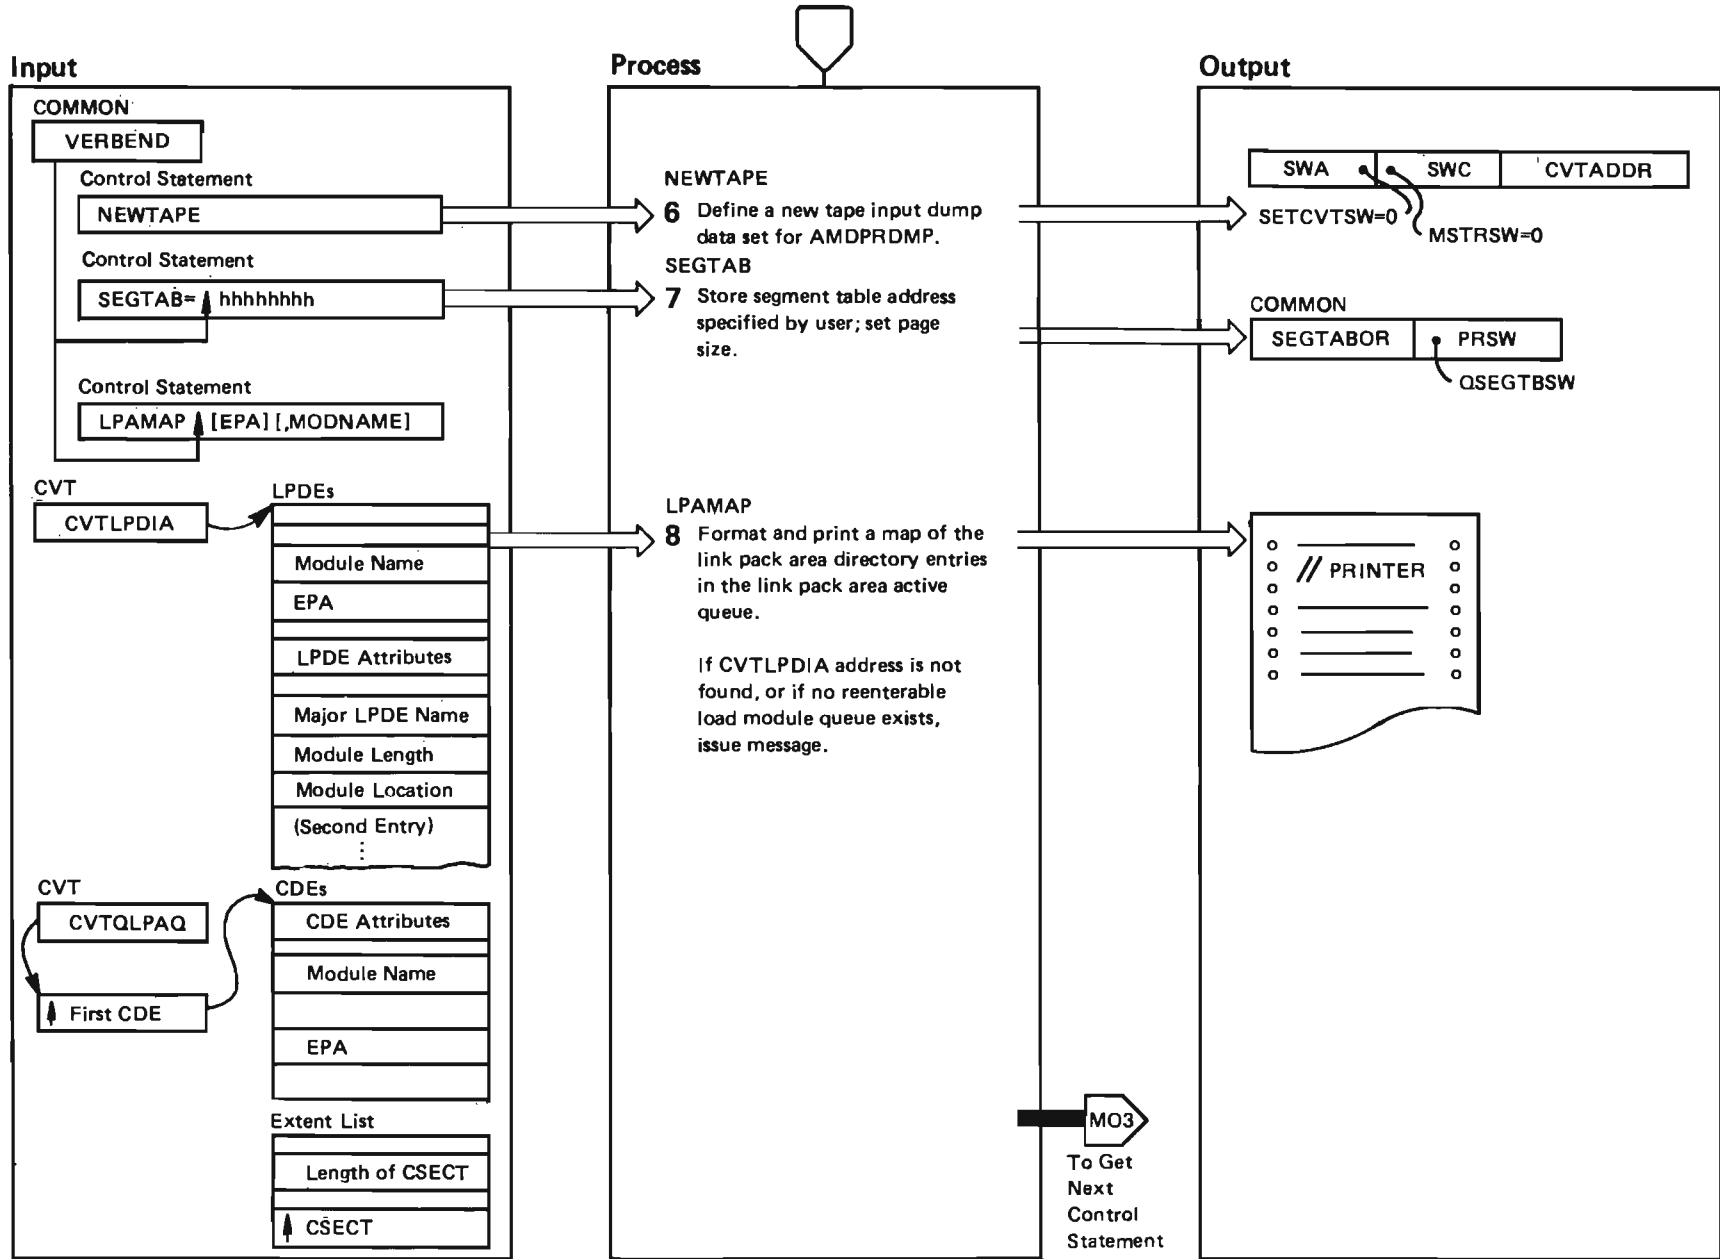 Input
COMMON
VERBEND
Control Statement
NEWTAPE
Control Statement
SEGTAB= hhhhhhhh
Control Statement
LPAMAP [EPA] [,MODNAME]
CVT
CVTLPDIA
LPDEs
Module Name
EPA
LPDE Attributes
Major LPDE Name
Module Length
Module Location
(Second Entry)
CVT
CVTQLPAQ
First CDE
CDEs
CDE Attributes
Module Name
EPA
Extent List
Length of CSECT
CSECT
Process
NEWTAPE
6 Define a new tape input dump
data set for AMDPRDMP.
SEGTAB
7 Store segment table address
specified by user; set page
size.
LPAMAP
8 Format and print a map of the
link pack area directory entries
in the link pack area active
queue.
If CVTLPDIA address is not
found, or if no reenterable
load module queue exists,
issue message.
MO3
To Get
Next
Control
Statement
Output
SWA SWC CVTADDR
SETCVTSW=0
MSTRSW=0
COMMON
SEGTABOR PRSW
QSEGTBSW
// PRINTER